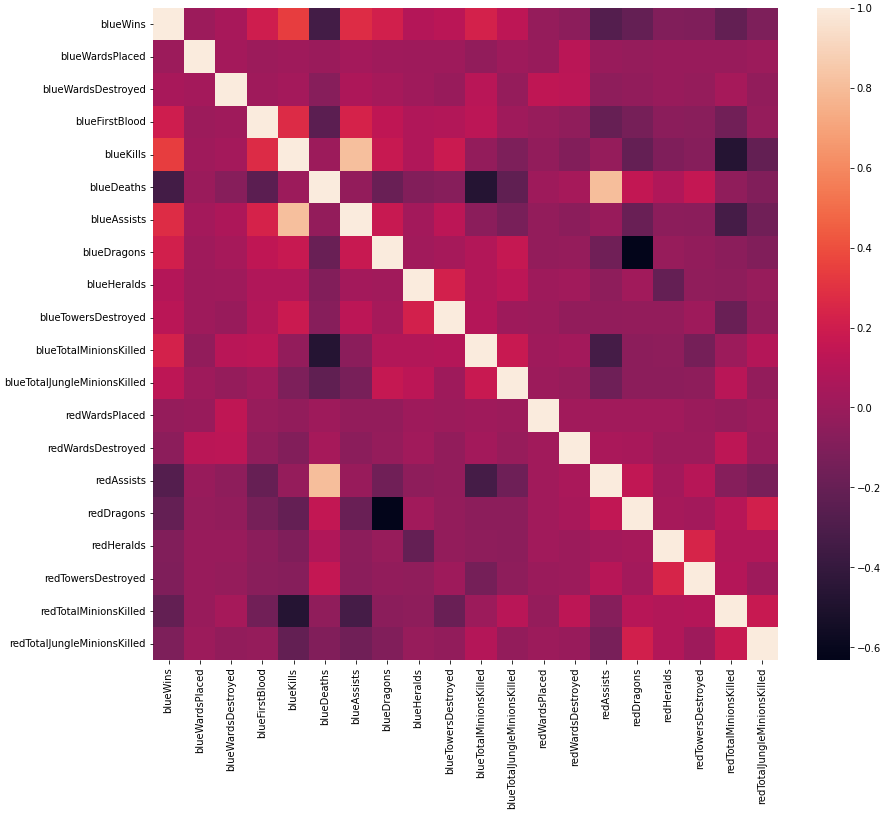 blueWins
blueWardsPlaced
blueWardsDestroyed
blueFirstBlood
blueKills
blueDeaths
blueAssists
blueDragons
blueHeralds
blueTowersDestroyed
blueTotalMinionsKilled
blueTotalJungleMinionsKilled
redWardsPlaced
redWardsDestroyed
redAssists
redDragons
redHeralds
redTowersDestroyed
redTotalMinionsKilled
redTotalJungleMinionsKilled
blueWins
blueWardsPlaced
blueWardsDestroyed
blueFirstBlood
blueKills
blueDeaths
blueAssists
blueDragons
blueHeralds
blueTowersDestroyed
blueTotalMinionsKilled
blueTotalJungleMinionsKilled
redWardsPlaced
redWardsDestroyed
redAssists
redDragons
redHeralds
redTowersDestroyed
redTotalMinionsKilled
redTotalJungleMinionsKilled
1.0
0.8
0.6
0.4
0.2
0.0
−0.2
−0.4
−0.6